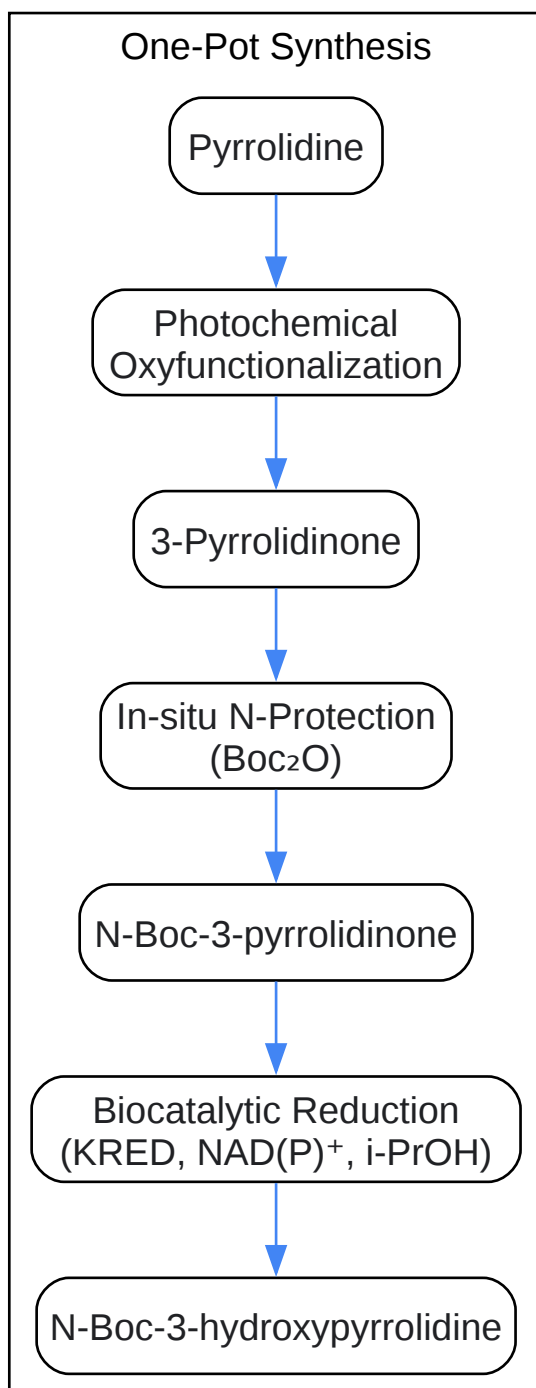 One-Pot Synthesis
Pyrrolidine
Photochemical
Oxyfunctionalization
3-Pyrrolidinone
In-situ N-Protection
(Boc₂O)
N-Boc-3-pyrrolidinone
Biocatalytic Reduction
(KRED, NAD(P)⁺, i-PrOH)
N-Boc-3-hydroxypyrrolidine